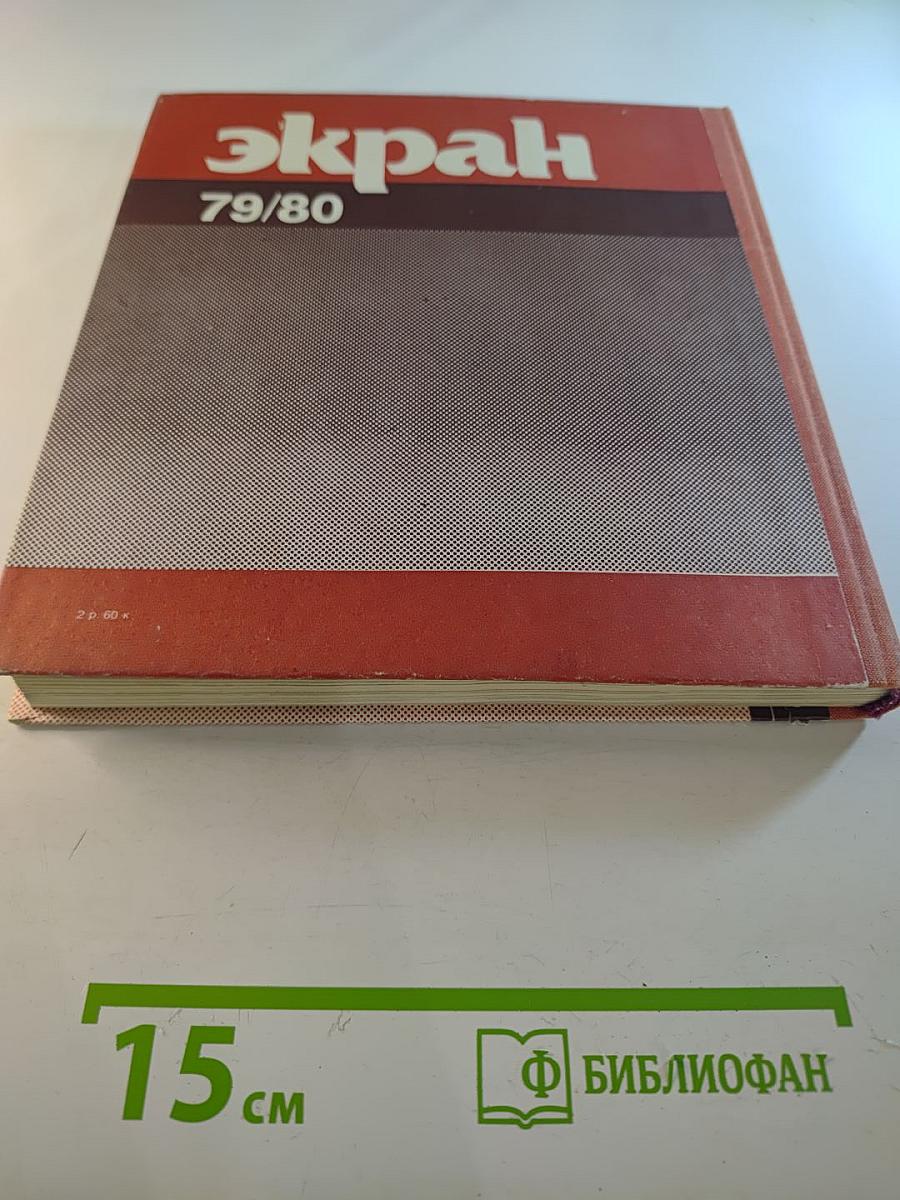 экран
79/80
2 р. 60 к
15 см
Ф БИБЛИОФАН